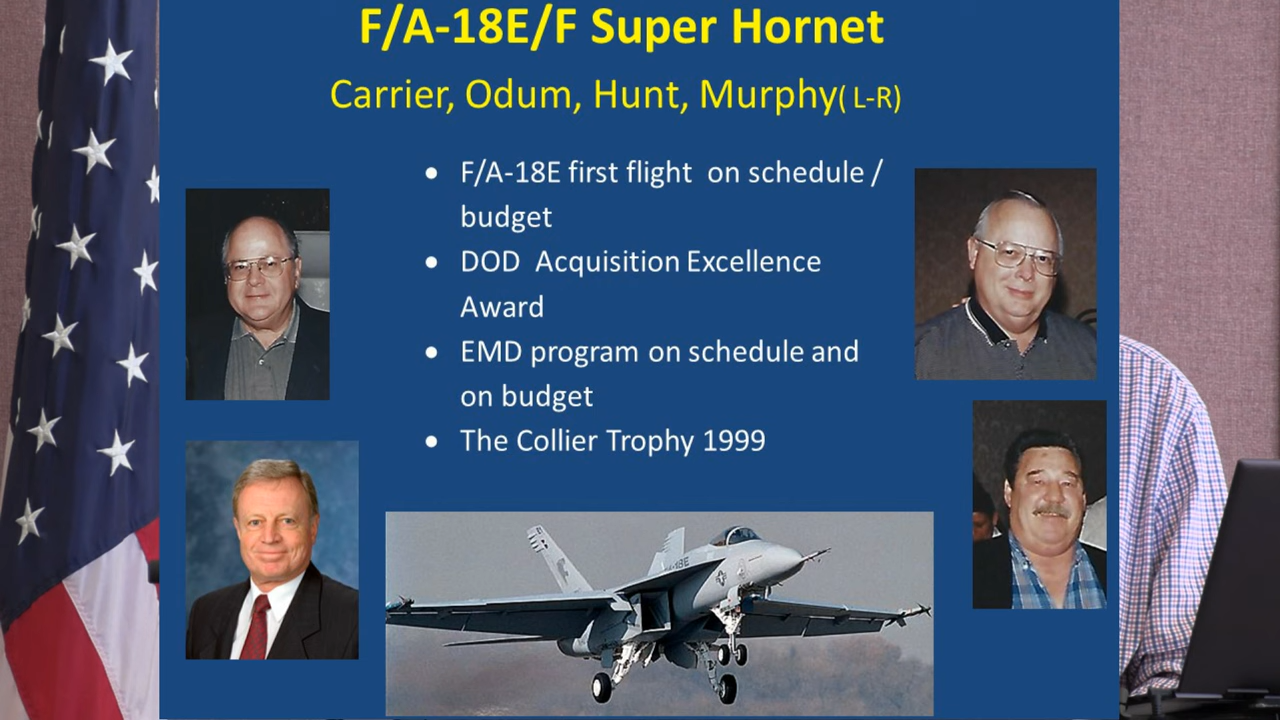 F/A-18E/F Super Hornet
Carrier, Odum, Hunt, Murphy( L-R)
• F/A-18E first flight on schedule /
budget
• DOD Acquisition Excellence
Award
• EMD program on schedule and
on budget
• The Collier Trophy 1999